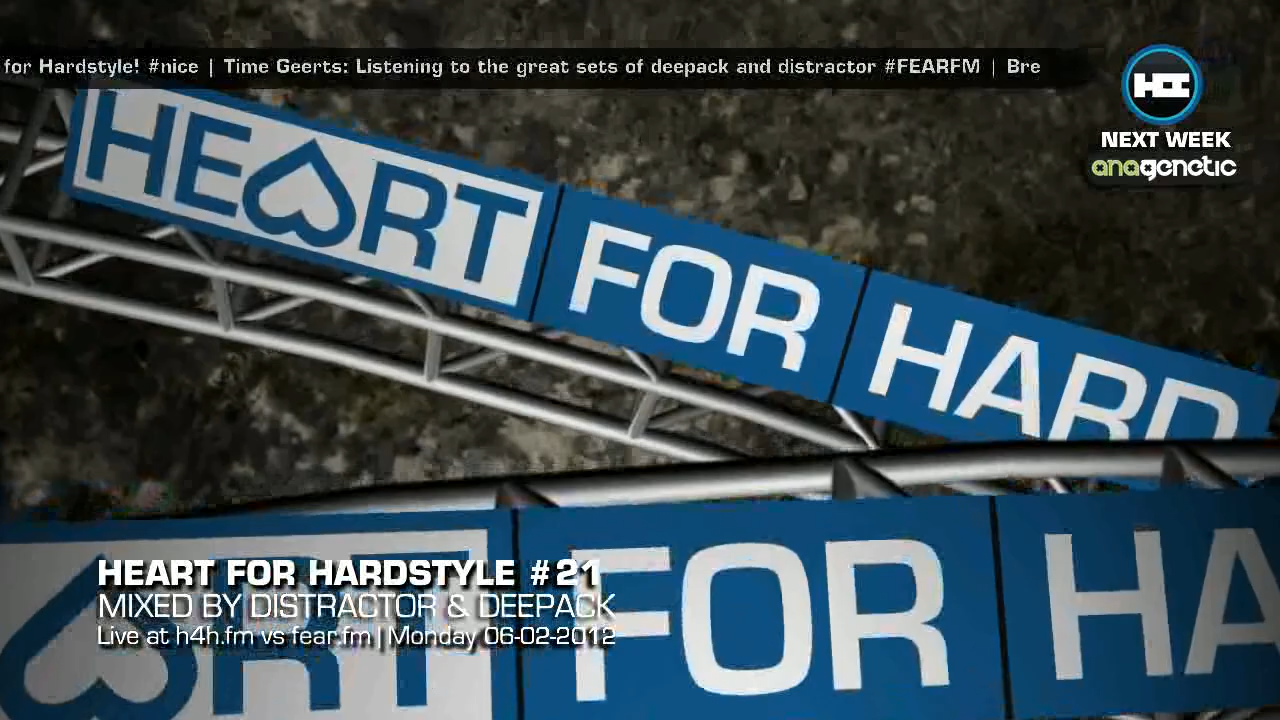 for Hardstyle! #nice | Time Geerts: Listening to the great sets of deepack and distractor #FEARFM | Bre
NEXT WEEK
anagenetic
HEART
FOR
HARD
HEART FOR HARDSTYLE #21
MIXED BY DISTRACTOR & DEEPACK
Live at h4h.fm vs fear.fm | Monday 06-02-2012
ART
FOR
HA